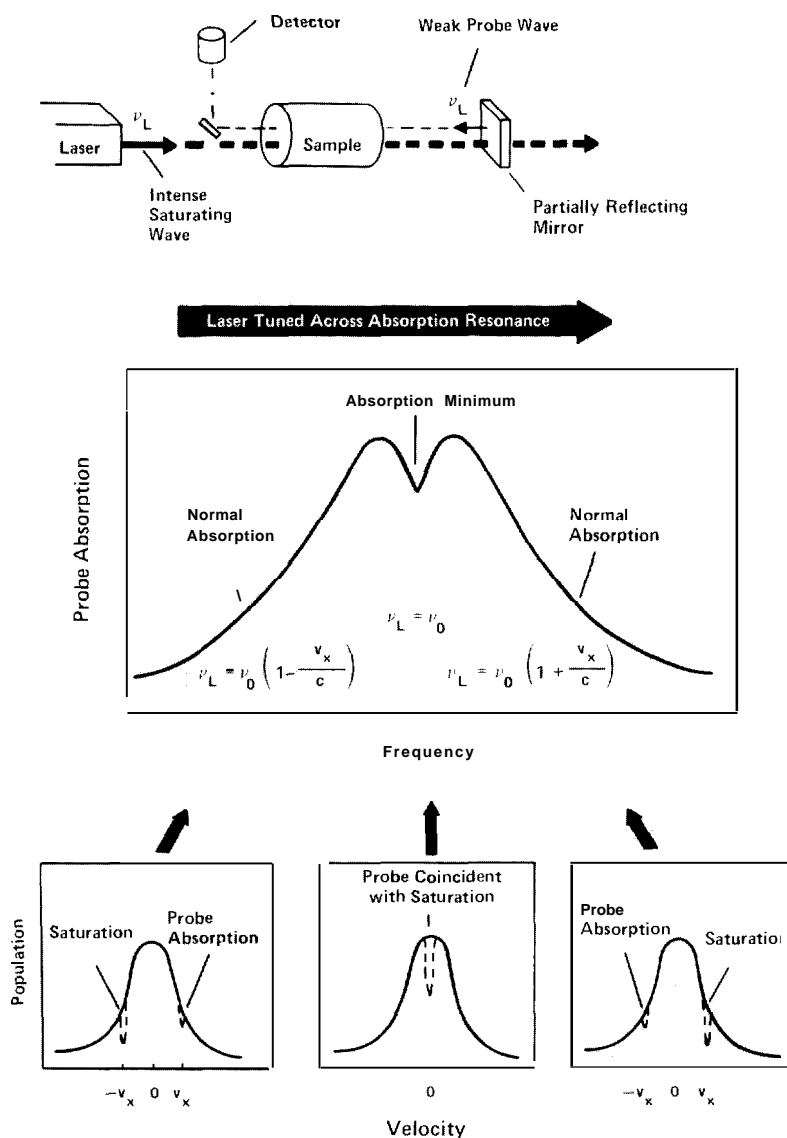 Detector
Weak Probe Wave
ν_L
ν_L
Laser
Sample
Intense
Saturating
Wave
Partially Reflecting
Mirror
Laser Tuned Across Absorption Resonance
Absorption Minimum
Probe Absorption
Normal
Absorption
Normal
Absorption
ν_L = ν_0
ν_L = ν_0 (1 - v_x/c)
ν_L = ν_0 (1 + v_x/c)
Frequency
Population
Saturation
Probe
Absorption
Probe Coincident
with Saturation
Probe
Absorption
Saturatio
-v_x 0 v_x
0
-v_x 0 v_x
Velocity